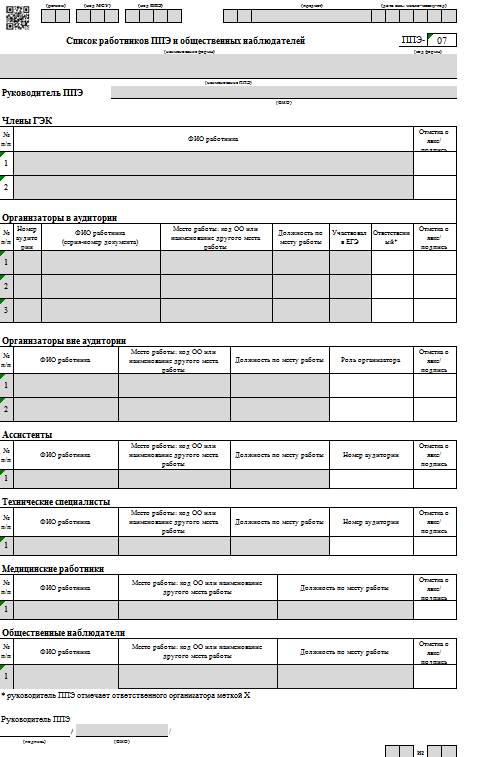 (регион) (код МСУ) (код ППЭ) (предмет) (дата экз.: число-месяц-год)
Список работников ППЭ и общественных наблюдателей ППЭ- 07
(наименование формы) (код формы)
(наименование ППЭ)
Руководитель ППЭ
(ФИО)
Члены ГЭК
№ п/п ФИО работника Отметка о явке/ подпись
1
2
Организаторы в аудитории
№ п/п Номер аудито рии ФИО работника (серия-номер документа) Место работы: код ОО или наименование другого места работы Должность по месту работы Участвовал в ЕГЭ Ответственн ый* Отметка о явке/ подпись
1
2
3
Организаторы вне аудитории
№ п/п ФИО работника Место работы: код ОО или наименование другого места работы Должность по месту работы Роль организатора Отметка о явке/ подпись
1
2
Ассистенты
№ п/п ФИО работника Место работы: код ОО или наименование другого места работы Должность по месту работы Номер аудитории Отметка о явке/ подпись
1
Технические специалисты
№ п/п ФИО работника Место работы: код ОО или наименование другого места работы Должность по месту работы Номер аудитории Отметка о явке/ подпись
1
Медицинские работники
№ п/п ФИО работника Место работы: код ОО или наименование другого места работы Должность по месту работы Отметка о явке/ подпись
1
Общественные наблюдатели
№ п/п ФИО работника Место работы: код ОО или наименование другого места работы Должность по месту работы Отметка о явке/ подпись
1
* руководитель ППЭ отмечает ответственного организатора меткой X
Руководитель ППЭ
/ /
(подпись) (ФИО)
из